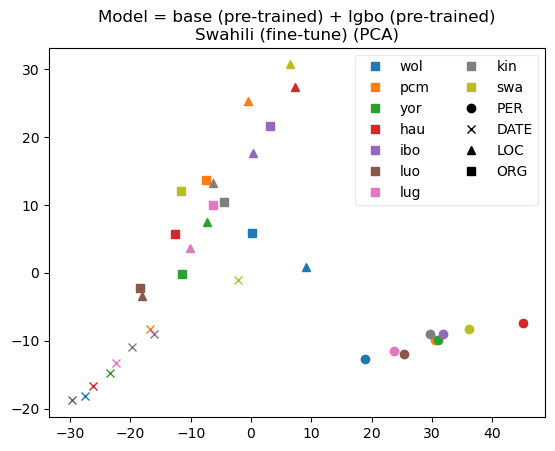 Model = base (pre-trained) + Igbo (pre-trained)
Swahili (fine-tune) (PCA)
30
20
10
0
−10
−20
−30
−20
−10
0
10
20
30
40
wol
pcm
yor
hau
ibo
luo
lug
kin
swa
PER
DATE
LOC
ORG